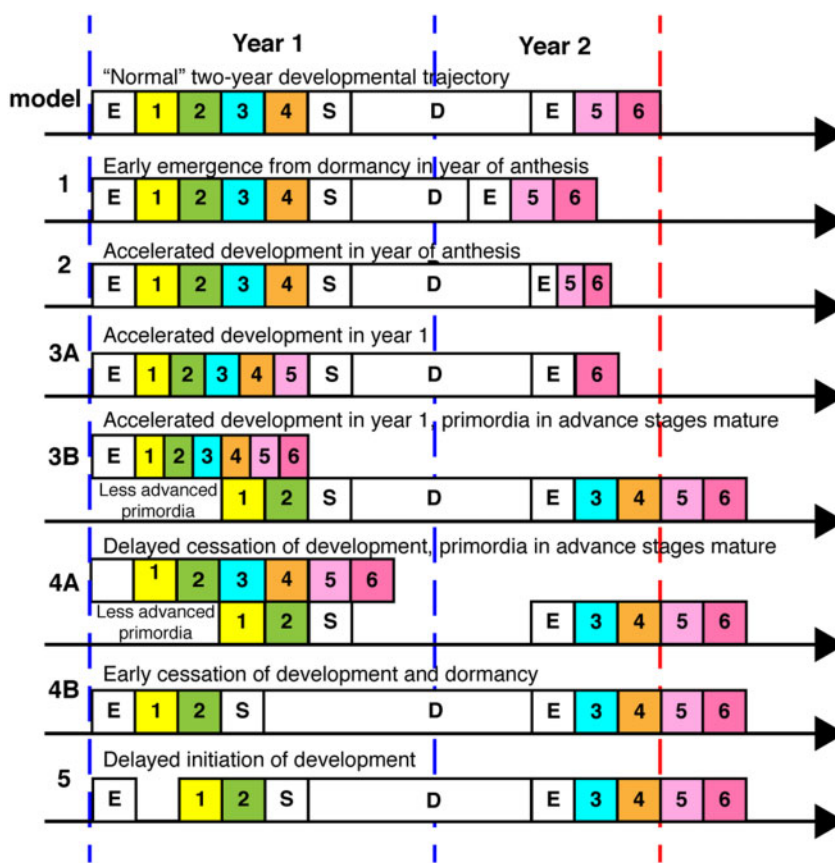 Year 1 Year 2
"Normal" two-year developmental trajectory
model E 1 2 3 4 S D E 5 6
Early emergence from dormancy in year of anthesis
1 E 1 2 3 4 S D E 5 6
Accelerated development in year of anthesis
2 E 1 2 3 4 S D E 5 6
Accelerated development in year 1
3A E 1 2 3 4 5 S D E 6
Accelerated development in year 1, primordia in advance stages mature
3B E 1 2 3 4 5 6
Less advanced
primordia 1 2 S D E 3 4 5 6
Delayed cessation of development, primordia in advance stages mature
4A 1 2 3 4 5 6
Less advanced
primordia 1 2 S E 3 4 5 6
Early cessation of development and dormancy
4B E 1 2 S D E 3 4 5 6
Delayed initiation of development
5 E 1 2 S D E 3 4 5 6